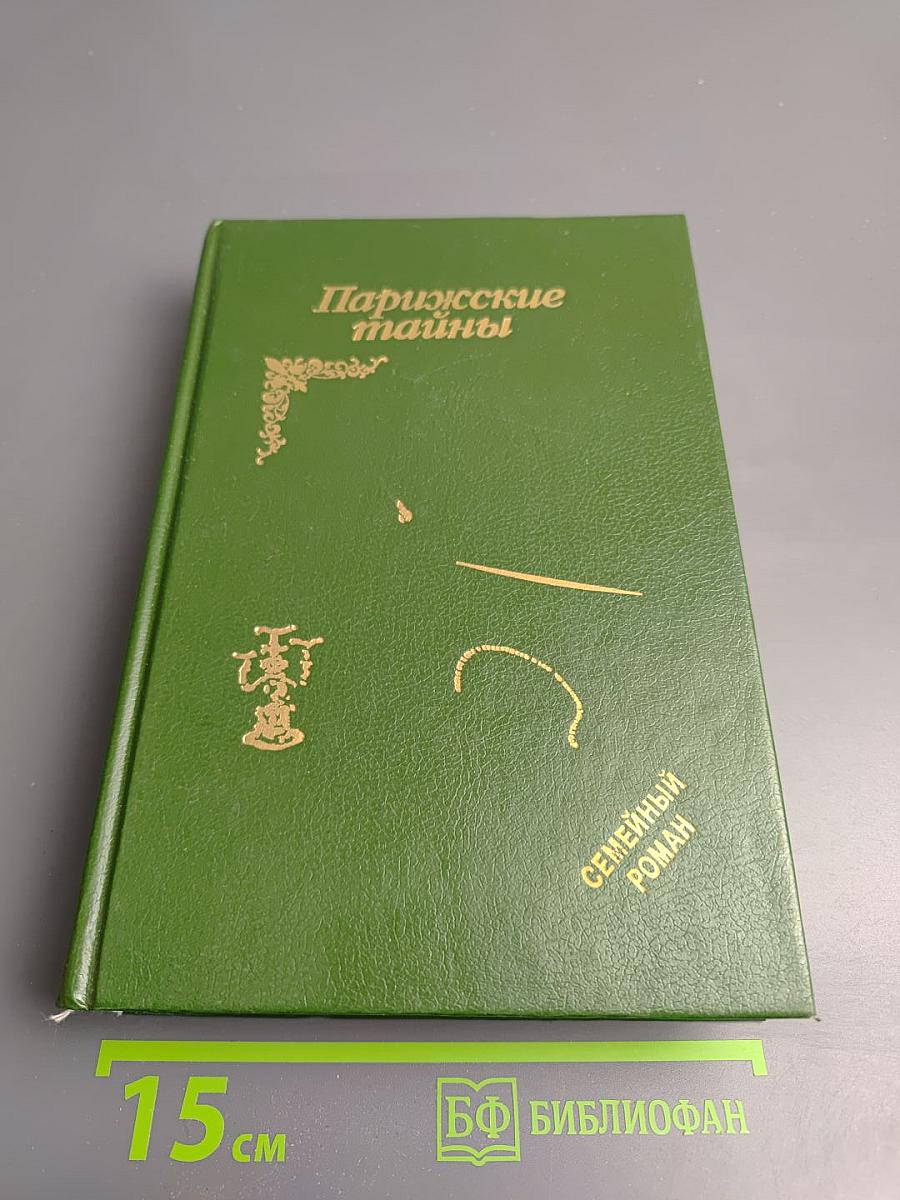 Парижские
тайны
СЕМЕЙНЫЙ
РОМАН
15 см
БФ БИБЛИОФАН